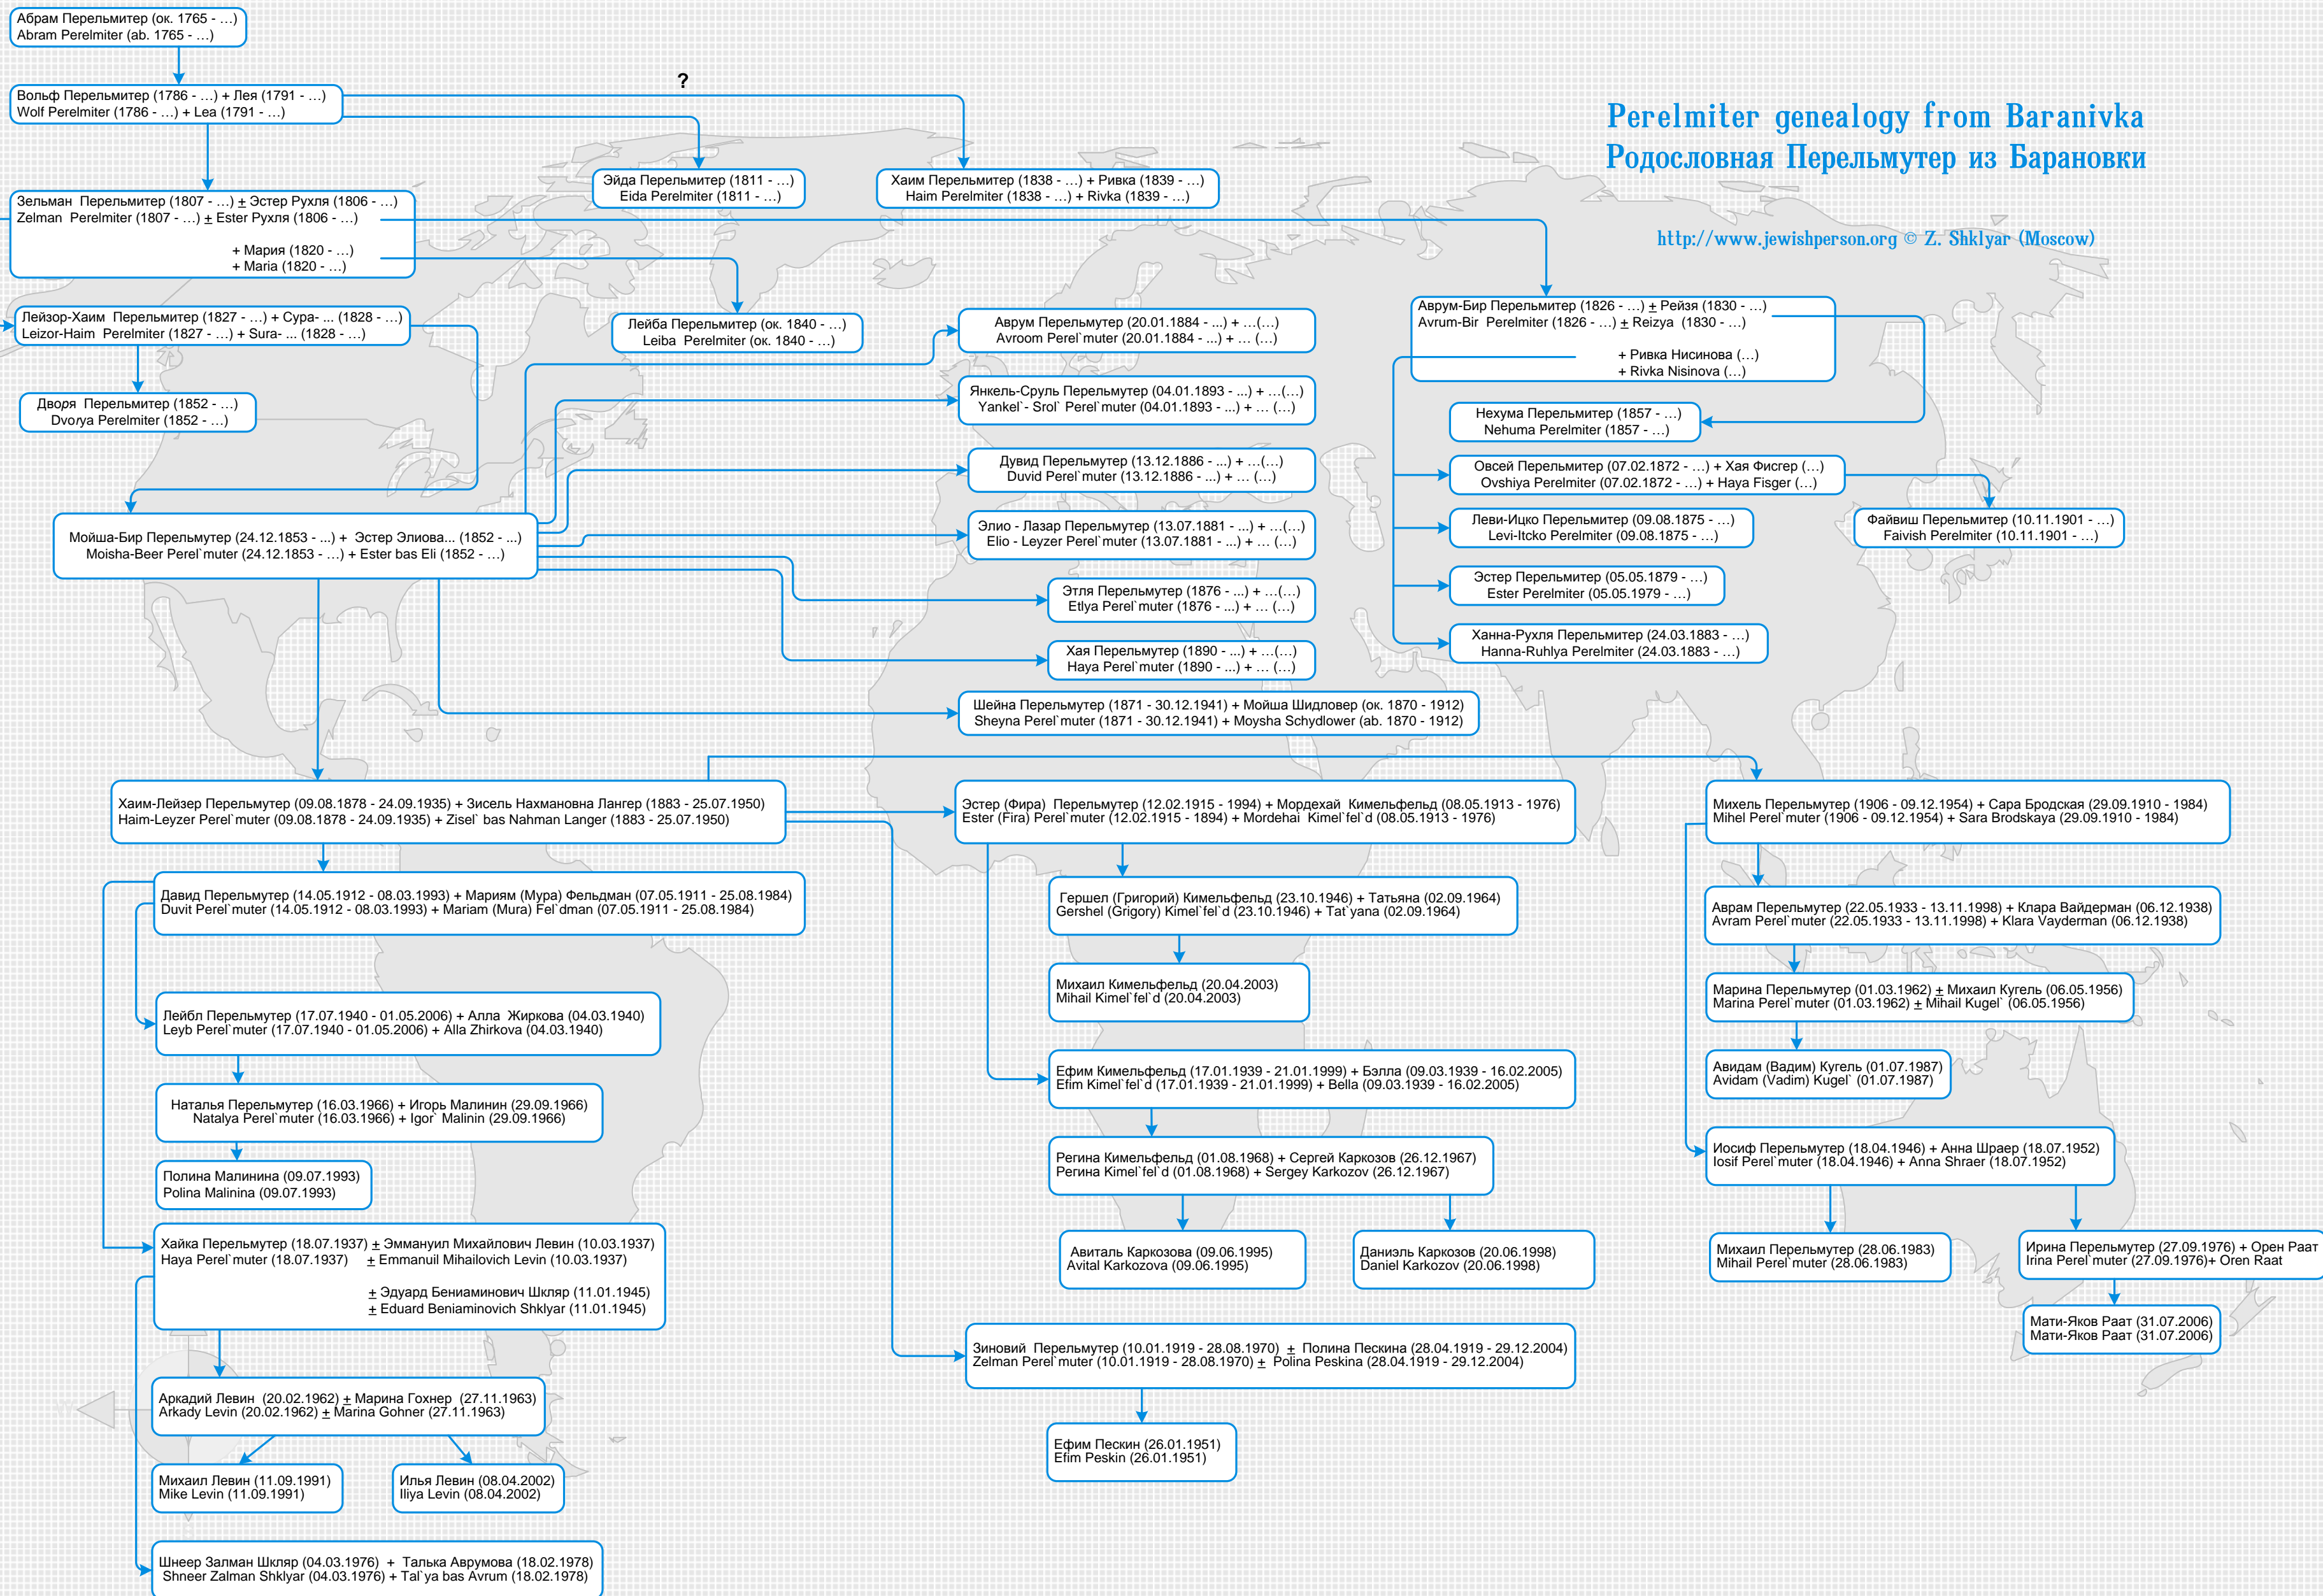 Абрам Перельмитер (ок. 1765 - …)
Abram Perelmiter (ab. 1765 - …)
?
Вольф Перельмитер (1786 - …) + Лея (1791 - …)
Wolf Perelmiter (1786 - …) + Lea (1791 - …)
Perelmiter genealogy from Baranivka
Родословная Перельмутер из Барановки
Эйда Перельмитер (1811 - …)
Eida Perelmiter (1811 - …)
Хаим Перельмитер (1838 - …) + Ривка (1839 - …)
Haim Perelmiter (1838 - …) + Rivka (1839 - …)
Зельман Перельмитер (1807 - …) ± Эстер Рухля (1806 - …)
Zelman Perelmiter (1807 - …) ± Ester Рухля (1806 - …)
+ Мария (1820 - …)
+ Maria (1820 - …)
http://www.jewishperson.org © Z. Shklyar (Moscow)
Лейзор-Хаим Перельмитер (1827 - …) + Сура- ... (1828 - …)
Leizor-Haim Perelmiter (1827 - …) + Sura- ... (1828 - …)
Лейба Перельмитер (ок. 1840 - …)
Leiba Perelmiter (ок. 1840 - …)
Аврум Перельмутер (20.01.1884 - ...) + …(…)
Avroom Perel`muter (20.01.1884 - ...) + … (…)
Аврум-Бир Перельмитер (1826 - …) ± Рейзя (1830 - …)
Avrum-Bir Perelmiter (1826 - …) ± Reizya (1830 - …)
+ Ривка Нисинова (…)
+ Rivka Nisinova (…)
Дворя Перельмитер (1852 - …)
Dvorya Perelmiter (1852 - …)
Янкель-Сруль Перельмутер (04.01.1893 - ...) + …(…)
Yankel`- Srol` Perel`muter (04.01.1893 - ...) + … (…)
Нехума Перельмитер (1857 - …)
Nehuma Perelmiter (1857 - …)
Дувид Перельмутер (13.12.1886 - ...) + …(…)
Duvid Perel`muter (13.12.1886 - ...) + … (…)
Овсей Перельмитер (07.02.1872 - …) + Хая Фисгер (…)
Ovshiya Perelmiter (07.02.1872 - …) + Haya Fisger (…)
Мойша-Бир Перельмутер (24.12.1853 - ...) + Эстер Элиова... (1852 - ...)
Moisha-Beer Perel`muter (24.12.1853 - …) + Ester bas Eli (1852 - …)
Элио - Лазар Перельмутер (13.07.1881 - ...) + …(…)
Elio - Leyzer Perel`muter (13.07.1881 - ...) + … (…)
Леви-Ицко Перельмитер (09.08.1875 - …)
Levi-Itcko Perelmiter (09.08.1875 - …)
Файвиш Перельмитер (10.11.1901 - …)
Faivish Perelmiter (10.11.1901 - …)
Этля Перельмутер (1876 - ...) + …(…)
Etlya Perel`muter (1876 - ...) + … (…)
Эстер Перельмитер (05.05.1879 - …)
Ester Perelmiter (05.05.1979 - …)
Хая Перельмутер (1890 - ...) + …(…)
Haya Perel`muter (1890 - ...) + … (…)
Ханна-Рухля Перельмитер (24.03.1883 - …)
Hanna-Ruhlya Perelmiter (24.03.1883 - …)
Шейна Перельмутер (1871 - 30.12.1941) + Мойша Шидловер (ок. 1870 - 1912)
Sheyna Perel`muter (1871 - 30.12.1941) + Moysha Schydlower (ab. 1870 - 1912)
Хаим-Лейзер Перельмутер (09.08.1878 - 24.09.1935) + Зисель Нахмановна Лангер (1883 - 25.07.1950)
Haim-Leyzer Perel`muter (09.08.1878 - 24.09.1935) + Zisel` bas Nahman Langer (1883 - 25.07.1950)
Эстер (Фира) Перельмутер (12.02.1915 - 1994) + Мордехай Кимельфельд (08.05.1913 - 1976)
Ester (Fira) Perel`muter (12.02.1915 - 1894) + Mordehai Kimel`fel`d (08.05.1913 - 1976)
Михель Перельмутер (1906 - 09.12.1954) + Сара Бродская (29.09.1910 - 1984)
Mihel Perel`muter (1906 - 09.12.1954) + Sara Brodskaya (29.09.1910 - 1984)
Давид Перельмутер (14.05.1912 - 08.03.1993) + Мариям (Мура) Фельдман (07.05.1911 - 25.08.1984)
Duvit Perel`muter (14.05.1912 - 08.03.1993) + Mariam (Mura) Fel`dman (07.05.1911 - 25.08.1984)
Гершел (Григорий) Кимельфельд (23.10.1946) + Татьяна (02.09.1964)
Gershel (Grigory) Kimel`fel`d (23.10.1946) + Tat`yana (02.09.1964)
Аврам Перельмутер (22.05.1933 - 13.11.1998) + Клара Вайдерман (06.12.1938)
Avram Perel`muter (22.05.1933 - 13.11.1998) + Klara Vayderman (06.12.1938)
Михаил Кимельфельд (20.04.2003)
Mihail Kimel`fel`d (20.04.2003)
Марина Перельмутер (01.03.1962) ± Михаил Кугель (06.05.1956)
Marina Perel`muter (01.03.1962) ± Mihail Kugel` (06.05.1956)
Лейбл Перельмутер (17.07.1940 - 01.05.2006) + Алла Жиркова (04.03.1940)
Leyb Perel`muter (17.07.1940 - 01.05.2006) + Alla Zhirkova (04.03.1940)
Ефим Кимельфельд (17.01.1939 - 21.01.1999) + Бэлла (09.03.1939 - 16.02.2005)
Efim Kimel`fel`d (17.01.1939 - 21.01.1999) + Bella (09.03.1939 - 16.02.2005)
Авидам (Вадим) Кугель (01.07.1987)
Avidam (Vadim) Kugel` (01.07.1987)
Наталья Перельмутер (16.03.1966) + Игорь Малинин (29.09.1966)
Natalya Perel`muter (16.03.1966) + Igor` Malinin (29.09.1966)
Регина Кимельфельд (01.08.1968) + Сергей Каркозов (26.12.1967)
Регина Kimel`fel`d (01.08.1968) + Sergey Karkozov (26.12.1967)
Иосиф Перельмутер (18.04.1946) + Анна Шраер (18.07.1952)
Iosif Perel`muter (18.04.1946) + Anna Shraer (18.07.1952)
Полина Малинина (09.07.1993)
Polina Malinina (09.07.1993)
Хайка Перельмутер (18.07.1937) ± Эммануил Михайлович Левин (10.03.1937)
Haya Perel`muter (18.07.1937) ± Emmanuil Mihailovich Levin (10.03.1937)
± Эдуард Бениаминович Шкляр (11.01.1945)
± Eduard Beniaminovich Shklyar (11.01.1945)
Авиталь Каркозова (09.06.1995)
Avital Karkozova (09.06.1995)
Даниэль Каркозов (20.06.1998)
Daniel Karkozov (20.06.1998)
Михаил Перельмутер (28.06.1983)
Mihail Perel`muter (28.06.1983)
Ирина Перельмутер (27.09.1976) + Орен Раат
Irina Perel`muter (27.09.1976)+ Oren Raat
Мати-Яков Раат (31.07.2006)
Мати-Яков Раат (31.07.2006)
Зиновий Перельмутер (10.01.1919 - 28.08.1970) ± Полина Пескина (28.04.1919 - 29.12.2004)
Zelman Perel`muter (10.01.1919 - 28.08.1970) ± Polina Peskina (28.04.1919 - 29.12.2004)
Аркадий Левин (20.02.1962) ± Марина Гохнер (27.11.1963)
Arkady Levin (20.02.1962) ± Marina Gohner (27.11.1963)
Ефим Пескин (26.01.1951)
Efim Peskin (26.01.1951)
Михаил Левин (11.09.1991)
Mike Levin (11.09.1991)
Илья Левин (08.04.2002)
Iliya Levin (08.04.2002)
Шнеер Залман Шкляр (04.03.1976) + Талька Аврумова (18.02.1978)
Shneer Zalman Shklyar (04.03.1976) + Tal`ya bas Avrum (18.02.1978)